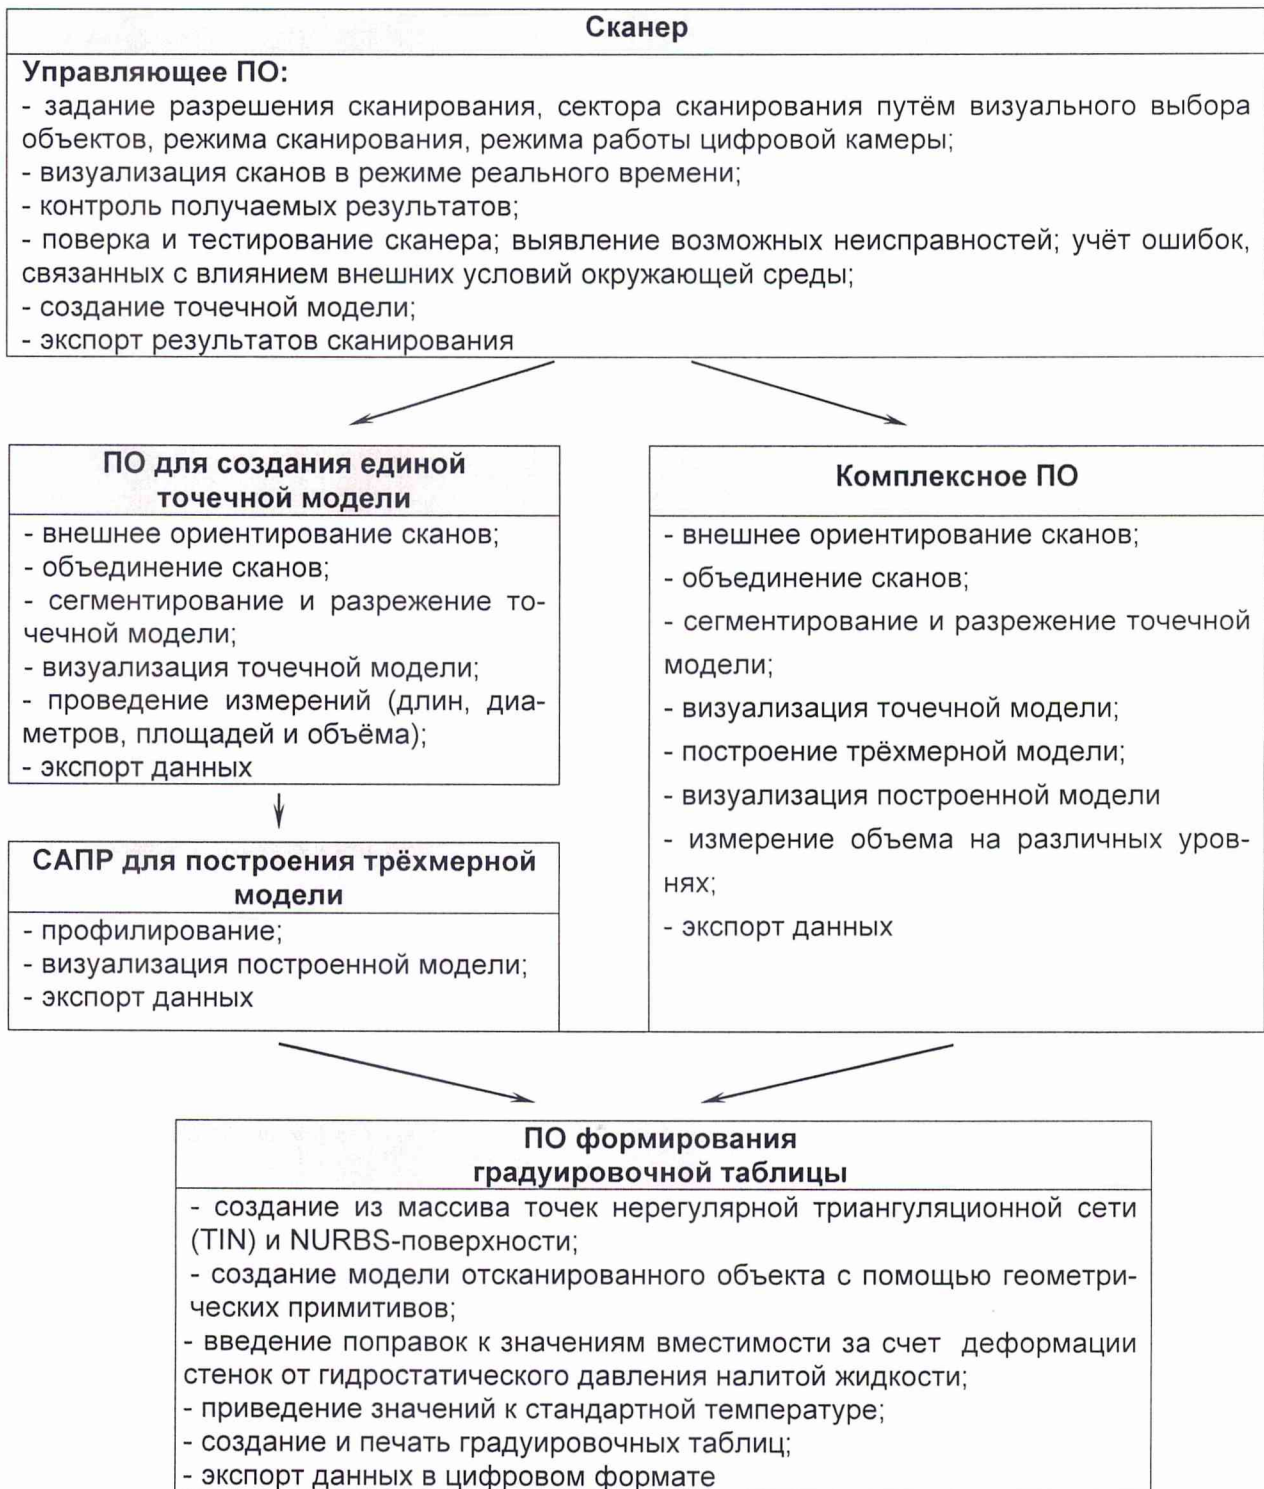 Сканер
Управляющее ПО:
- задание разрешения сканирования, сектора сканирования путём визуального выбора
объектов, режима сканирования, режима работы цифровой камеры;
- визуализация сканов в режиме реального времени;
- контроль получаемых результатов;
- поверка и тестирование сканера; выявление возможных неисправностей; учёт ошибок,
связанных с влиянием внешних условий окружающей среды;
- создание точечной модели;
- экспорт результатов сканирования
ПО для создания единой
точечной модели
- внешнее ориентирование сканов;
- объединение сканов;
- сегментирование и разрежение то-
чечной модели;
- визуализация точечной модели;
- проведение измерений (длин, диа-
метров, площадей и объёма);
- экспорт данных
САПР для построения трёхмерной
модели
- профилирование;
- визуализация построенной модели;
- экспорт данных
Комплексное ПО
- внешнее ориентирование сканов;
- объединение сканов;
- сегментирование и разрежение точечной
модели;
- визуализация точечной модели;
- построение трёхмерной модели;
- визуализация построенной модели
- измерение объема на различных уров-
нях;
- экспорт данных
ПО формирования
градуировочной таблицы
- создание из массива точек нерегулярной триангуляционной сети
(TIN) и NURBS-поверхности;
- создание модели отсканированного объекта с помощью геометри-
ческих примитивов;
- введение поправок к значениям вместимости за счет деформации
стенок от гидростатического давления налитой жидкости;
- приведение значений к стандартной температуре;
- создание и печать градуировочных таблиц;
- экспорт данных в цифровом формате